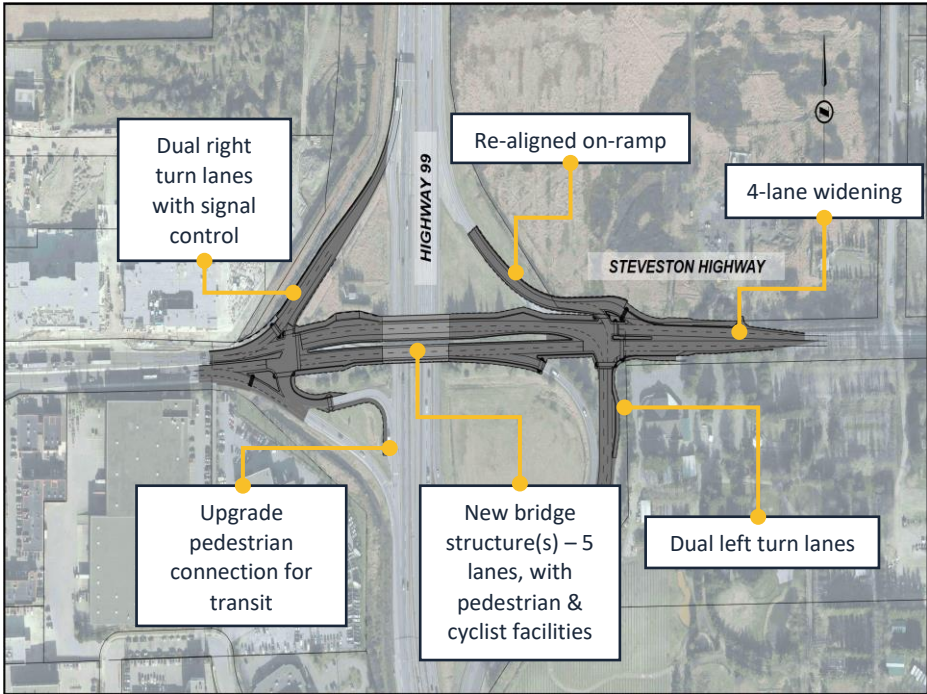 Dual right
turn lanes
with signal
control
HIGHWAY 99
Re-aligned on-ramp
4-lane widening
STEVESTON HIGHWAY
Upgrade
pedestrian
connection for
transit
New bridge
structure(s) – 5
lanes, with
pedestrian &
cyclist facilities
Dual left turn lanes